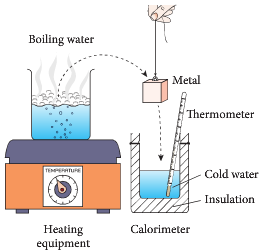 Boiling water
Metal
Thermometer
TEMPERATURE
Cold water
Insulation
Heating
equipment
Calorimeter